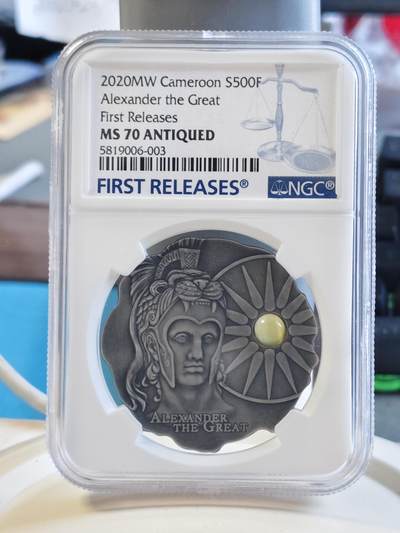 2020MW Cameroon S500F
Alexander the Great
First Releases
MS 70 ANTIQUED
5819006-003
FIRST RELEASES®
NGC®
ALEXANDER
THE GREAT